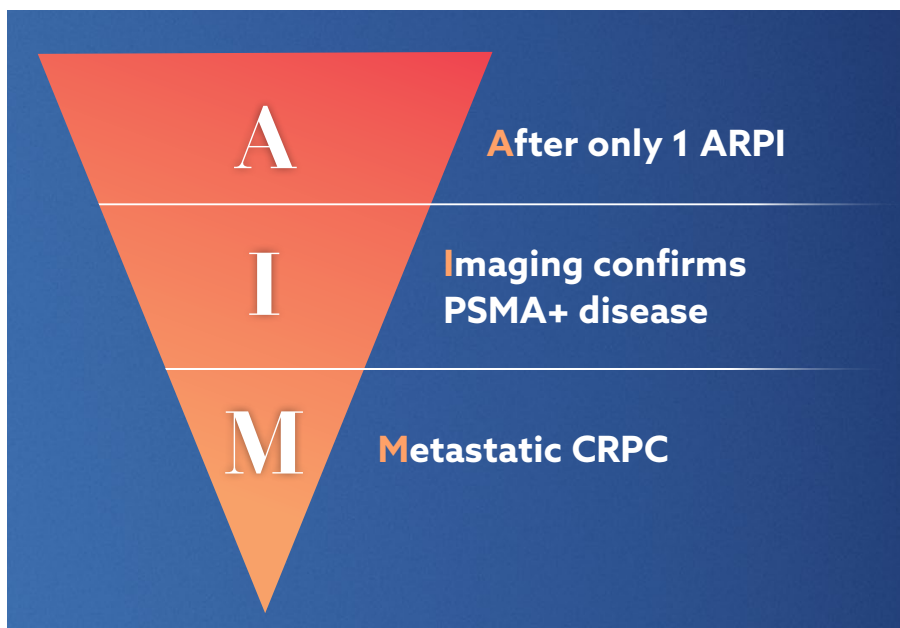 A
After only 1 ARPI
I
Imaging confirms
PSMA+ disease
M
Metastatic CRPC